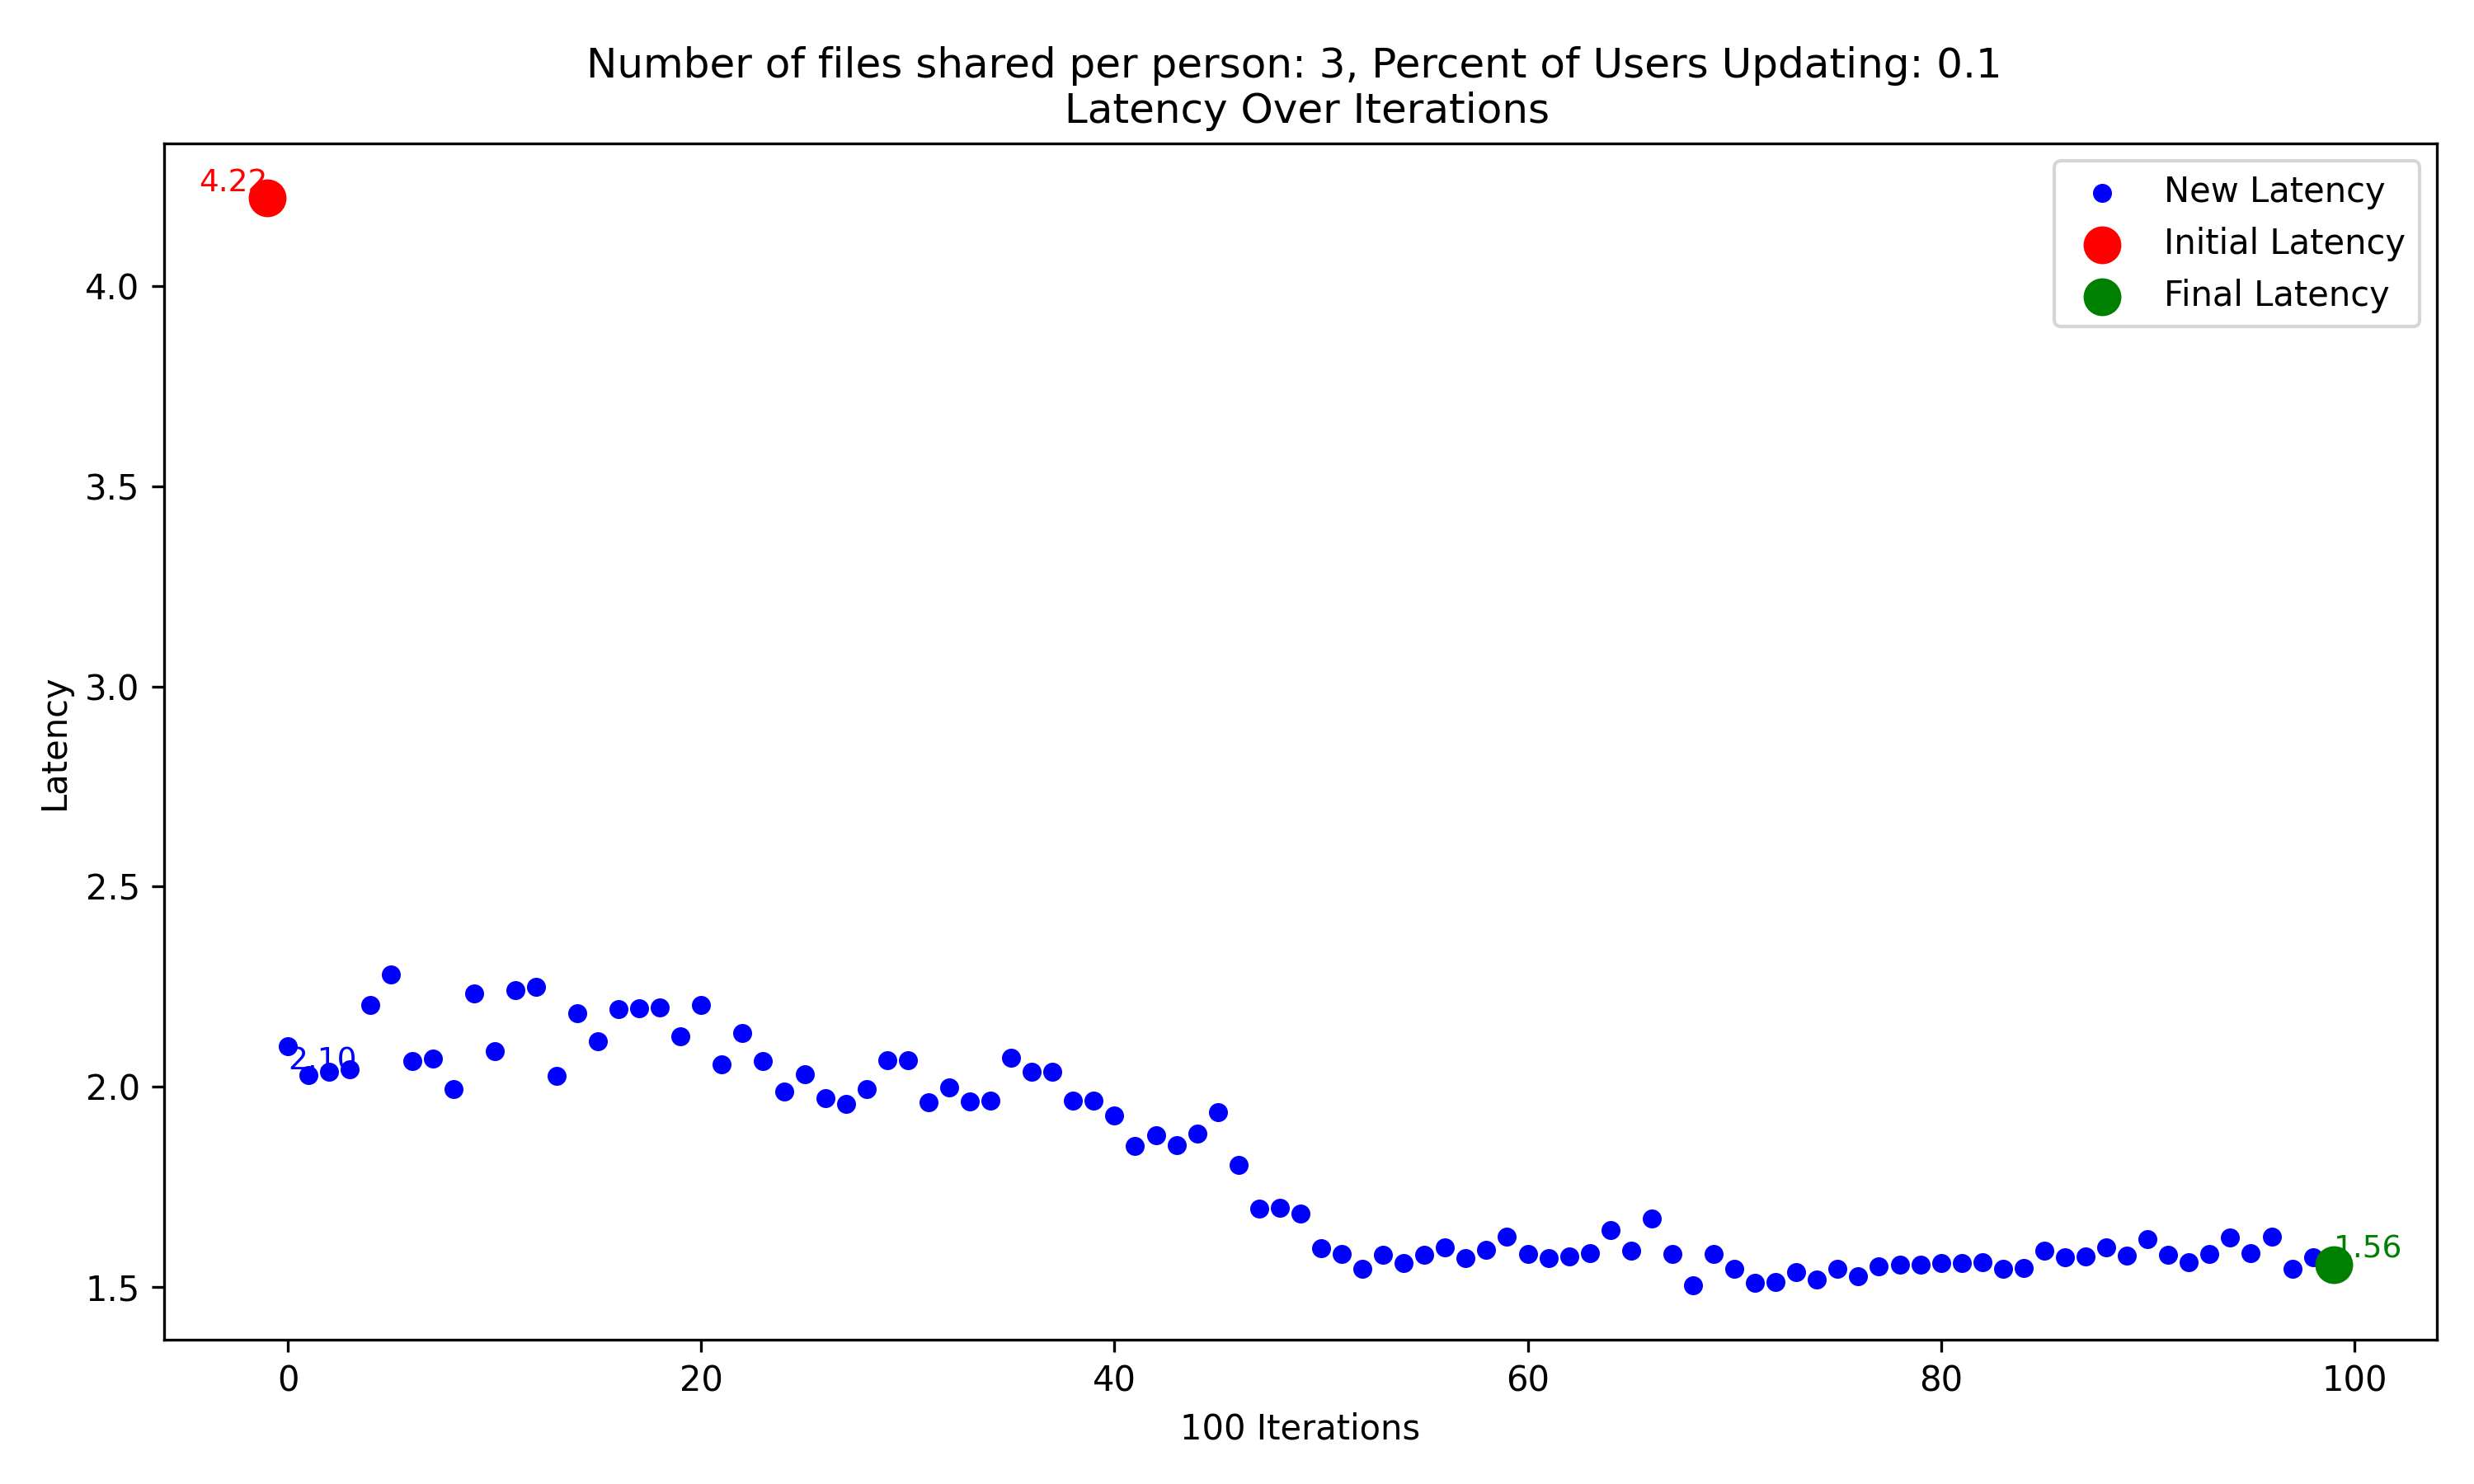 Number of files shared per person: 3, Percent of Users Updating: 0.1
Latency Over Iterations
4.22
New Latency
Initial Latency
Final Latency
4.0
3.5
3.0
2.5
2.0
1.5
Latency
2.10
1.56
0
20
40
60
80
100
100 Iterations